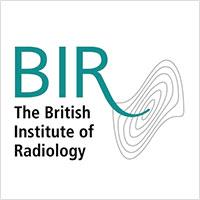 BIR
The British
Institute of
Radiology